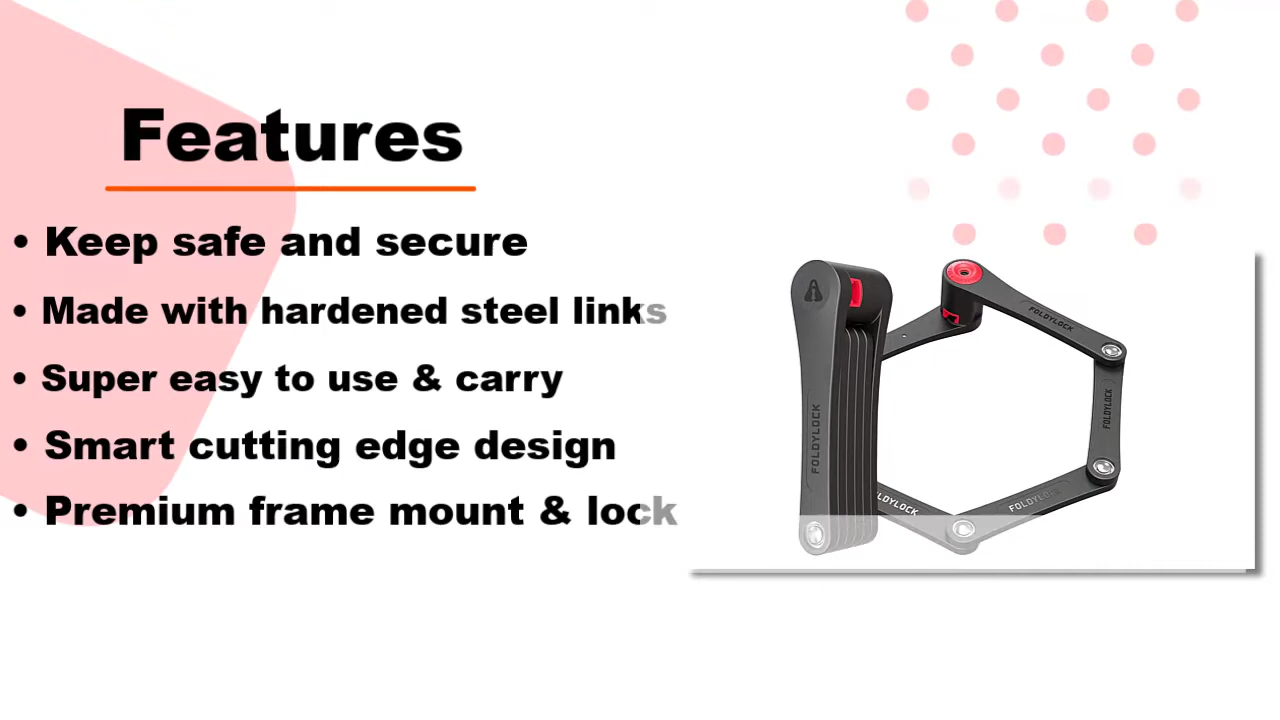 Features
• Keep safe and secure
• Made with hardened steel links
• Super easy to use & carry
• Smart cutting edge design
• Premium frame mount & lock
FOLDYLOCK
FOLDYLOCK
FOLDYLOCK
FOLDYLOCK
FOLDYLOCK